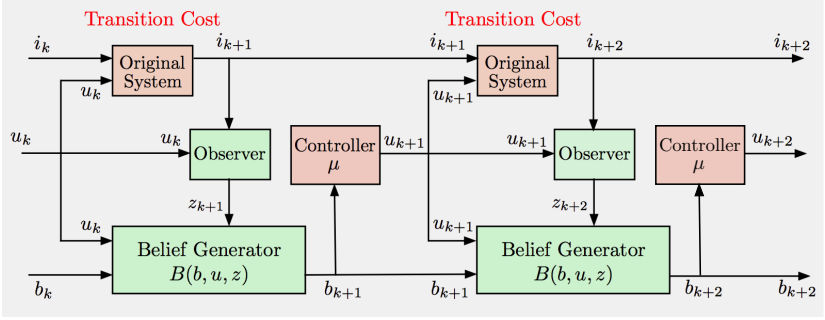 Transition Cost Transition Cost
i_k i_{k+1} i_{k+1} i_{k+2} i_{k+2}
Original System Original System
u_k u_{k+1}
u_k u_k u_{k+1} u_{k+1} u_{k+2}
Observer Controller μ Observer Controller μ
z_{k+1} z_{k+2}
u_k u_{k+1}
Belief Generator Belief Generator
B(b, u, z) B(b, u, z)
b_k b_{k+1} b_{k+1} b_{k+2} b_{k+2}